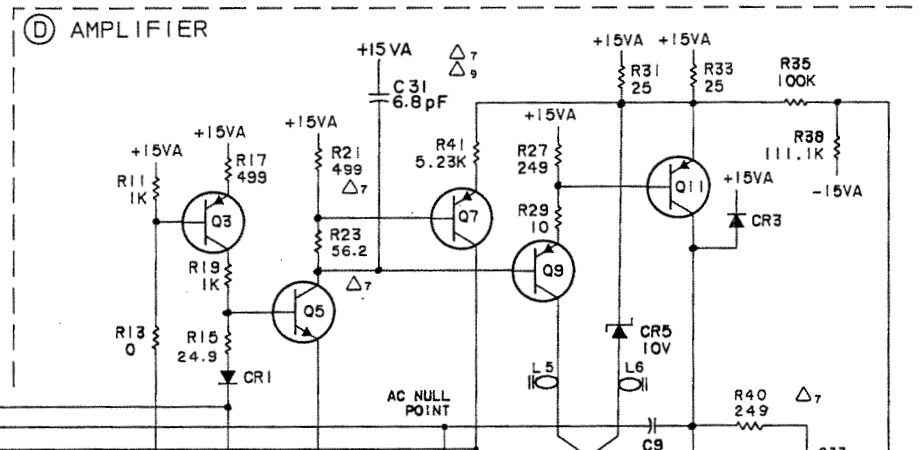 D AMPLIFIER
+15VA
△7
△9
C31
6.8pF
+15VA
R31
25
+15VA
R33
25
R35
100K
R38
111.1K
-15VA
+15VA
R11
1K
+15VA
R17
499
+15VA
R21
499
△7
R41
5.23K
+15VA
R27
249
+15VA
CR3
Q3
Q7
Q11
R23
56.2
△7
R29
10
Q9
R19
1K
Q5
R13
0
R15
24.9
CR1
CR5
10V
L5
L6
AC NULL
POINT
R40
249
△7
C9